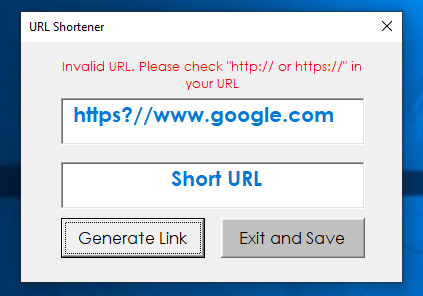 URL Shortener
Invalid URL. Please check "http:// or https://" in
your URL
https?//www.google.com
Short URL
Generate Link
Exit and Save